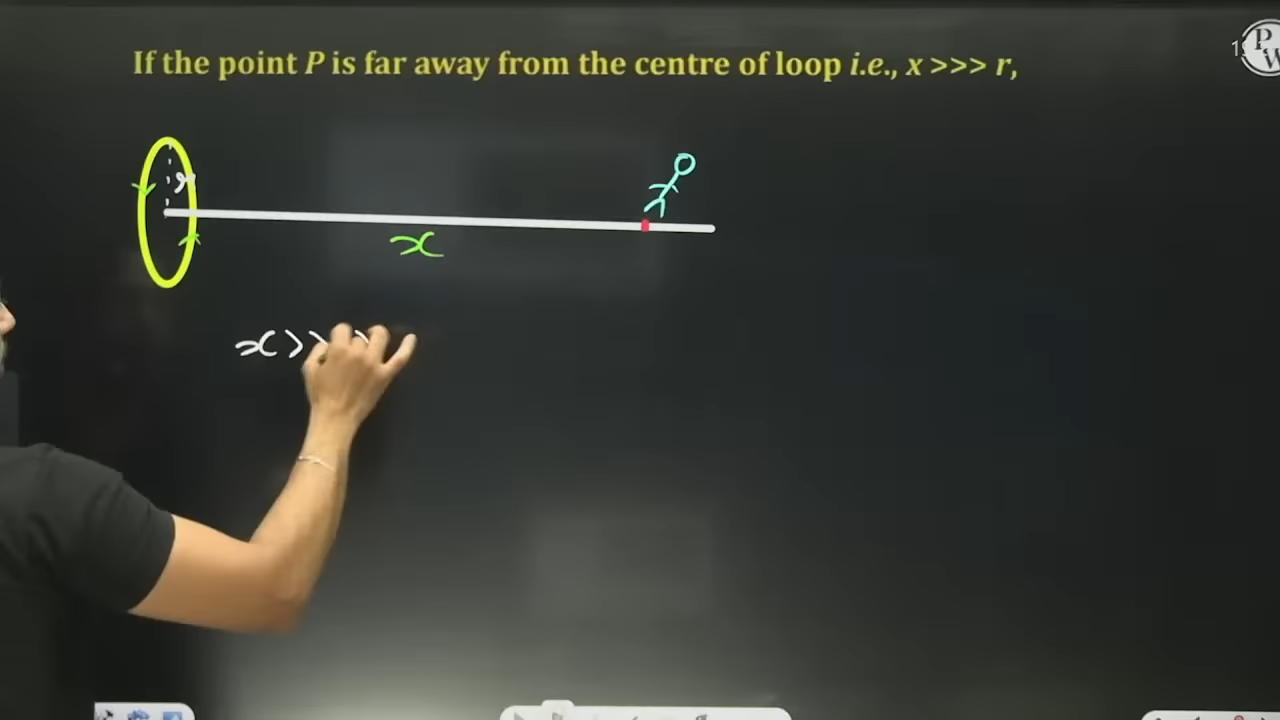 If the point P is far away from the centre of loop i.e., x >>> r,
P
W
r
x
x >>